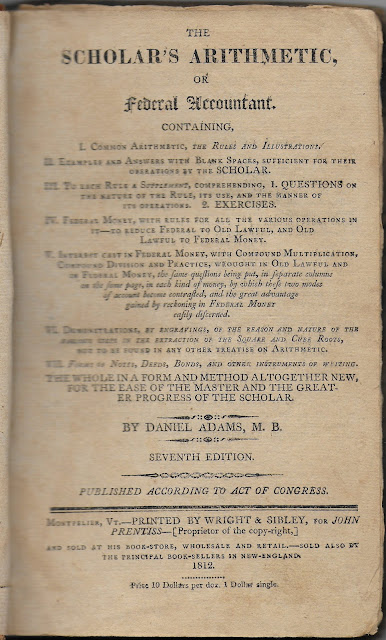 THE
SCHOLAR'S ARITHMETIC,
OR
Federal Accountant.
CONTAINING,
I. COMMON ARITHMETIC, THE RULES AND ILLUSTRATIONS.
II. EXAMPLES AND ANSWERS WITH BLANK SPACES, SUFFICIENT FOR THEIR
OPERATIONS BY THE SCHOLAR.
III. TO EACH RULE A SUPPLEMENT, COMPREHENDING, 1. QUESTIONS ON
THE NATURE OF THE RULE, ITS USE, AND THE MANNER OF
ITS OPERATIONS. 2. EXERCISES.
IV. FEDERAL MONEY, WITH RULES FOR ALL THE VARIOUS OPERATIONS IN
IT—TO REDUCE FEDERAL TO OLD LAWFUL, AND OLD
LAWFUL TO FEDERAL MONEY.
V. INTEREST CAST IN FEDERAL MONEY, WITH COMPOUND MULTIPLICATION,
COMPOUND DIVISION AND PRACTICE, WROUGHT IN OLD LAWFUL AND
IN FEDERAL MONEY, the same questions being put, in separate columns
on the same page, in each kind of money, by which these two modes
of account become contrasted, and the great advantage
gained by reckoning in FEDERAL MONEY
easily discerned.
VI. DEMONSTRATIONS, BY ENGRAVINGS, OF THE REASON AND NATURE OF THE
VARIOUS STEPS IN THE EXTRACTION OF THE SQUARE AND CUBE ROOTS,
NOT TO BE FOUND IN ANY OTHER TREATISE ON ARITHMETIC.
VIII. FORMS OF NOTES, DEEDS, BONDS, AND OTHER INSTRUMENTS OF WRITING.
THE WHOLE IN A FORM AND METHOD ALTOGETHER NEW,
FOR THE EASE OF THE MASTER AND THE GREAT-
ER PROGRESS OF THE SCHOLAR.
BY DANIEL ADAMS, M. B.
SEVENTH EDITION.
PUBLISHED ACCORDING TO ACT OF CONGRESS.
MONTPELIER, VT.—PRINTED BY WRIGHT & SIBLEY, FOR JOHN
PRENTISS—[Proprietor of the copy-right,]
AND SOLD AT HIS BOOK-STORE, WHOLESALE AND RETAIL.—SOLD ALSO BY
THE PRINCIPAL BOOK-SELLERS IN NEW-ENGLAND.
1812.
Price 10 Dollars per doz. 1 Dollar single.